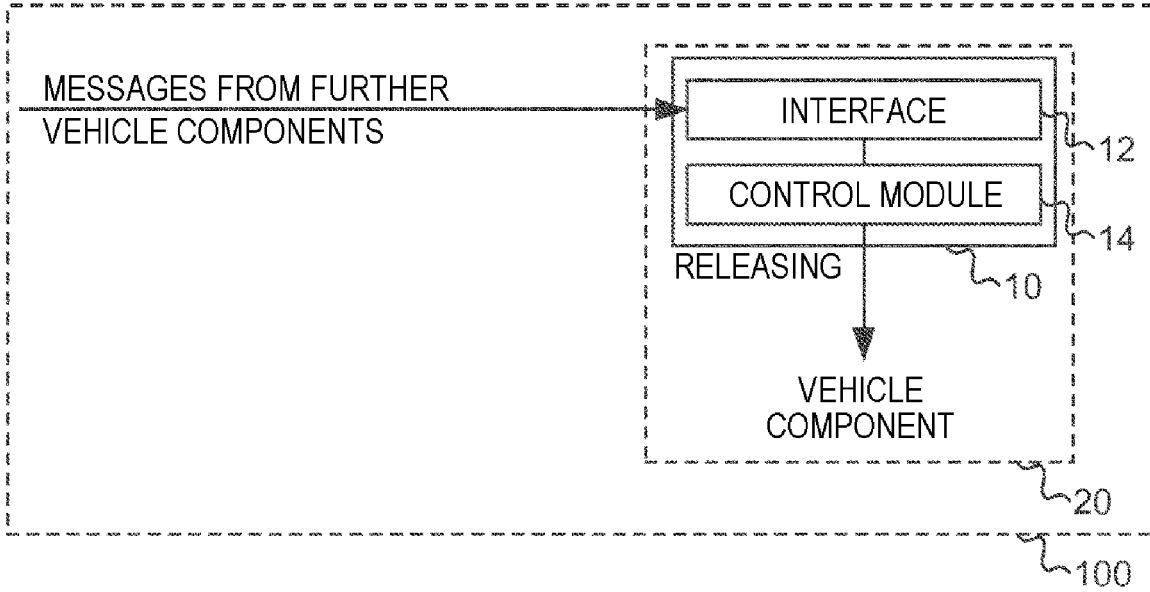 MESSAGES FROM FURTHER
VEHICLE COMPONENTS
INTERFACE
12
CONTROL MODULE
14
RELEASING
10
VEHICLE
COMPONENT
20
100